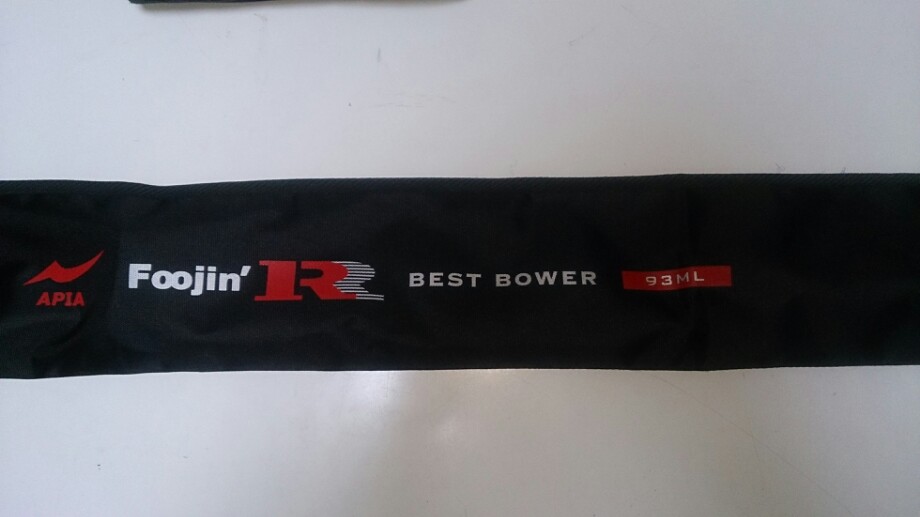 APIA
Foojin' R BEST BOWER 93ML